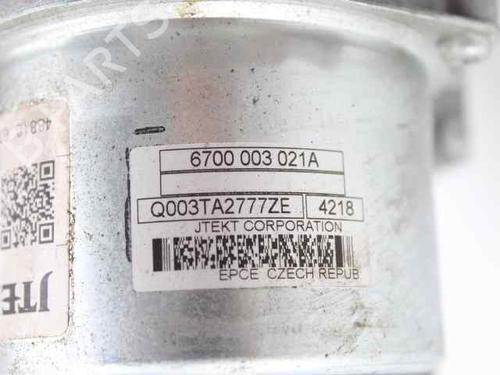 6700 003 021A
Q003TA2777ZE 4218
JTEKT CORPORATION
EPCE CZECH REPUB
JTE